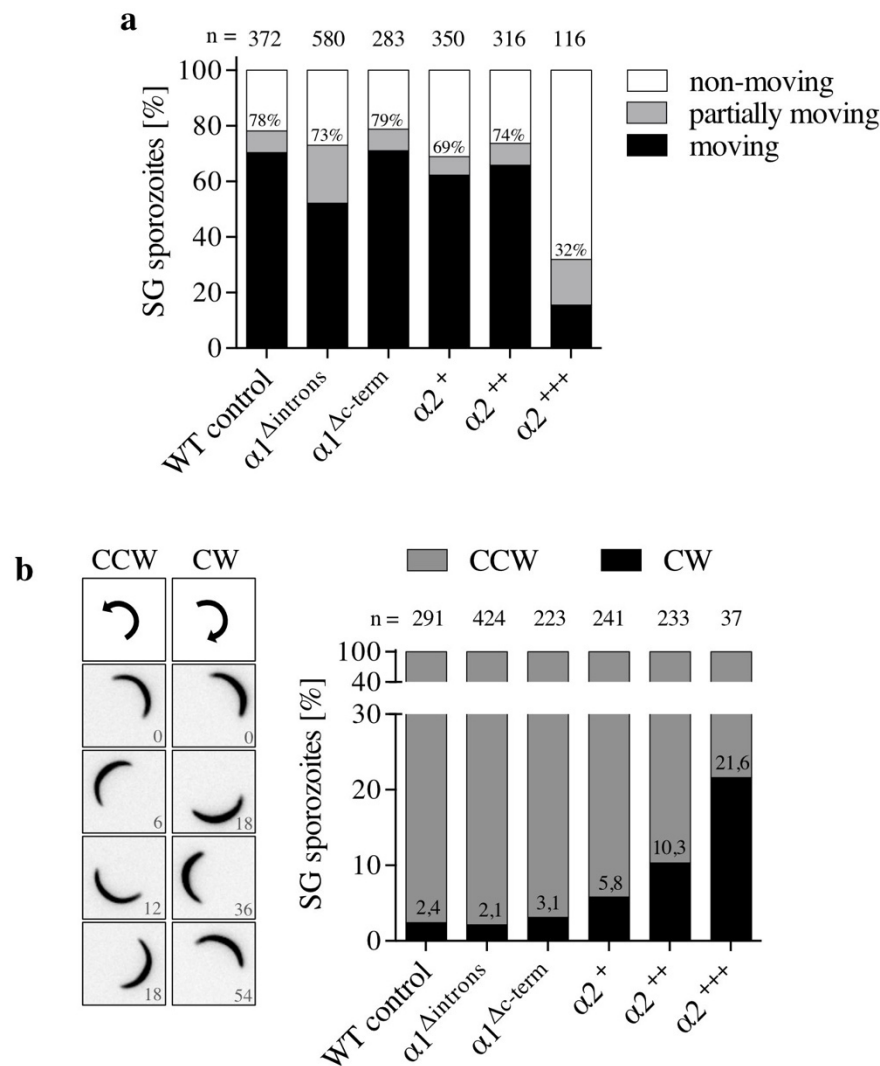 a
n = 372 580 283 350 316 116
SG sporozoites [%]
100
80
60
40
20
0
78%
73%
79%
69%
74%
32%
non-moving
partially moving
moving
WT control
α1Δintrons
α1Δc-term
α2 +
α2 ++
α2 +++
b
CCW CW
0 0
6 18
12 36
18 54
CCW CW
n = 291 424 223 241 233 37
SG sporozoites [%]
100
40
30
20
10
0
2,4
2,1
3,1
5,8
10,3
21,6
WT control
α1Δintrons
α1Δc-term
α2 +
α2 ++
α2 +++